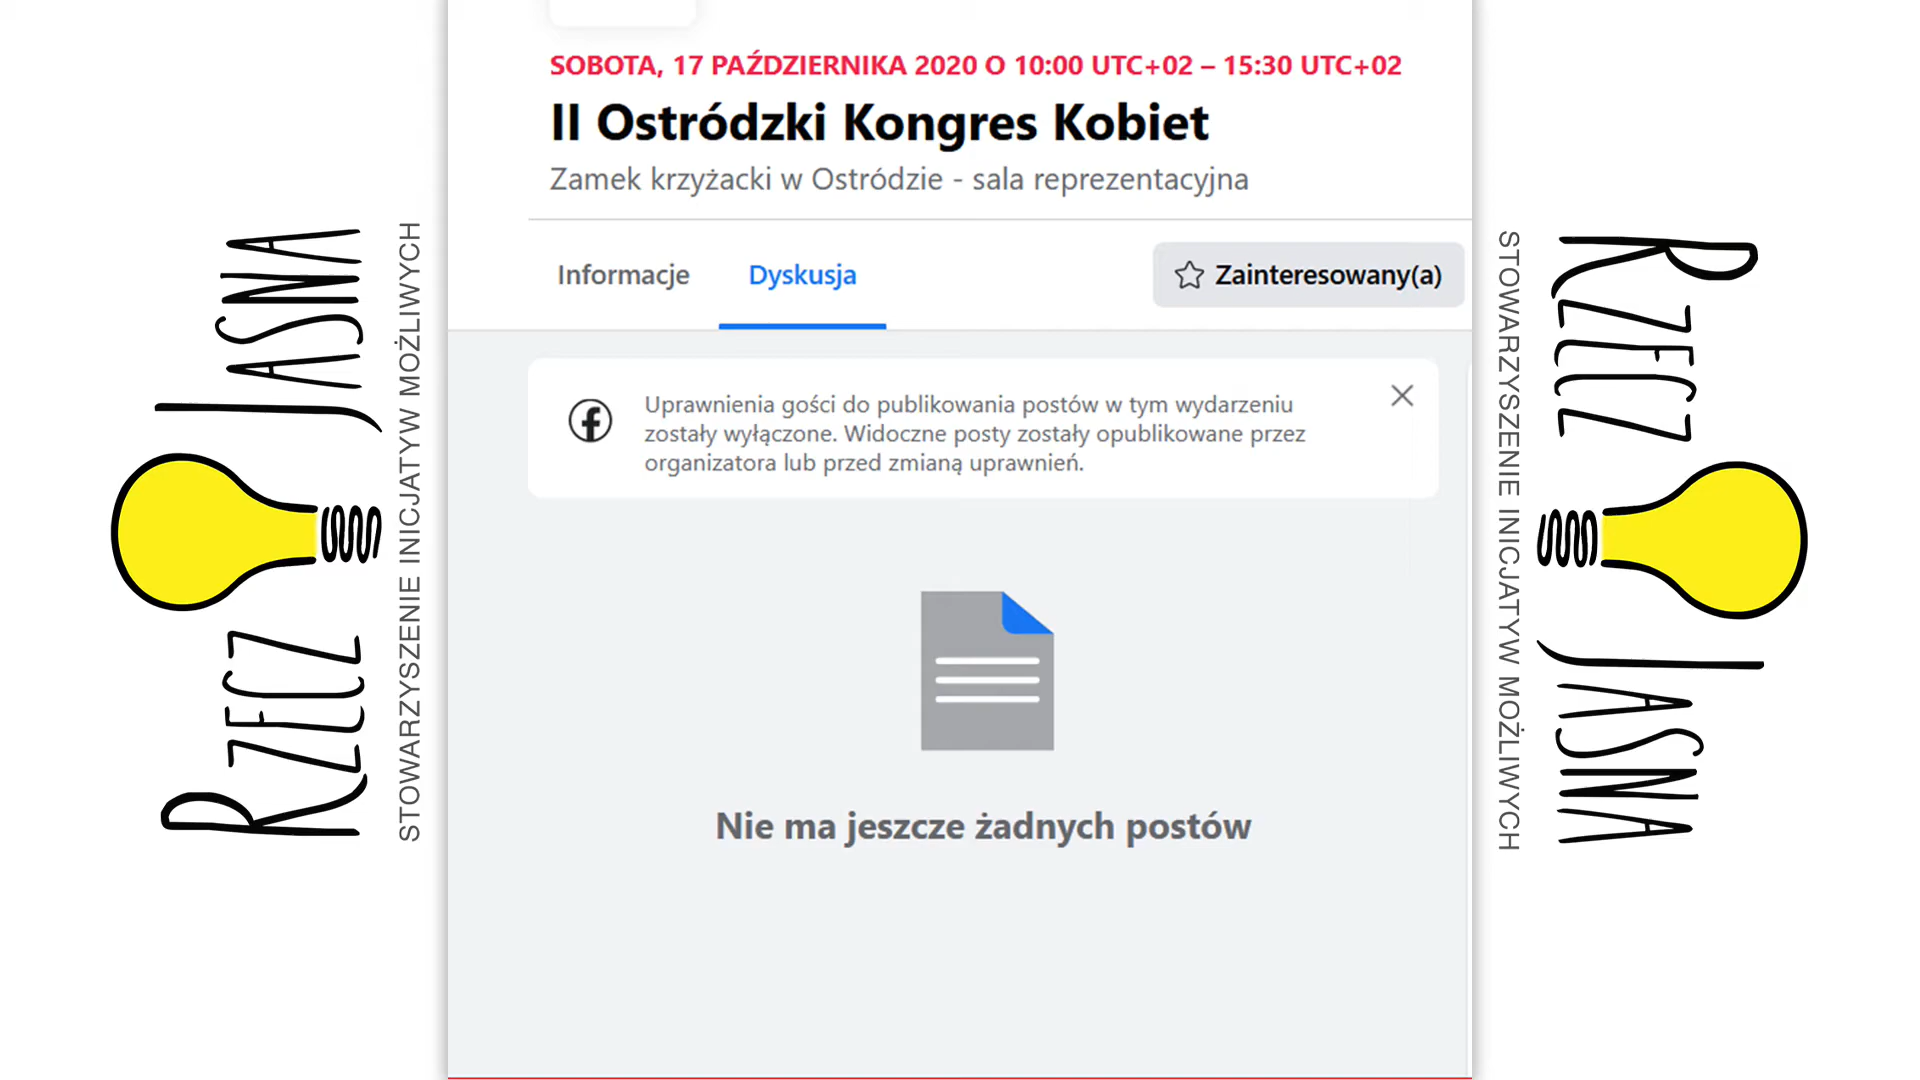 SOBOTA, 17 PAŹDZIERNIKA 2020 O 10:00 UTC+02 – 15:30 UTC+02
II Ostródzki Kongres Kobiet
Zamek krzyżacki w Ostródzie - sala reprezentacyjna
Informacje
Dyskusja
Zainteresowany(a)
Uprawnienia gości do publikowania postów w tym wydarzeniu
zostały wyłączone. Widoczne posty zostały opublikowane przez
organizatora lub przed zmianą uprawnień.
Nie ma jeszcze żadnych postów
RZECZ JASNA
STOWARZYSZENIE INICJATYW MOŻLIWYCH
RZECZ JASNA
STOWARZYSZENIE INICJATYW MOŻLIWYCH